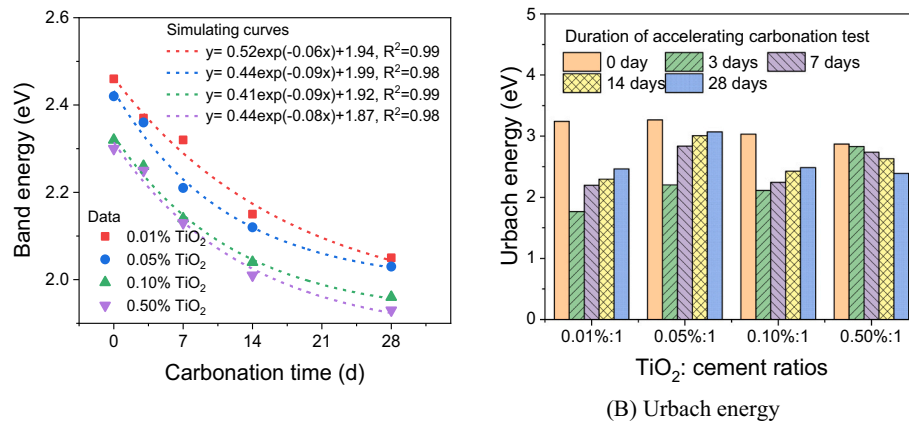 2.6
2.4
2.2
2.0
Band energy (eV)
Simulating curves
y= 0.52exp(-0.06x)+1.94, R²=0.99
y= 0.44exp(-0.09x)+1.99, R²=0.98
y= 0.41exp(-0.09x)+1.92, R²=0.99
y= 0.44exp(-0.08x)+1.87, R²=0.98
Data
0.01% TiO₂
0.05% TiO₂
0.10% TiO₂
0.50% TiO₂
0 7 14 21 28
Carbonation time (d)
5
4
3
2
1
0
Urbach energy (eV)
Duration of accelerating carbonation test
0 day 3 days 7 days
14 days 28 days
0.01%:1 0.05%:1 0.10%:1 0.50%:1
TiO₂: cement ratios
(B) Urbach energy